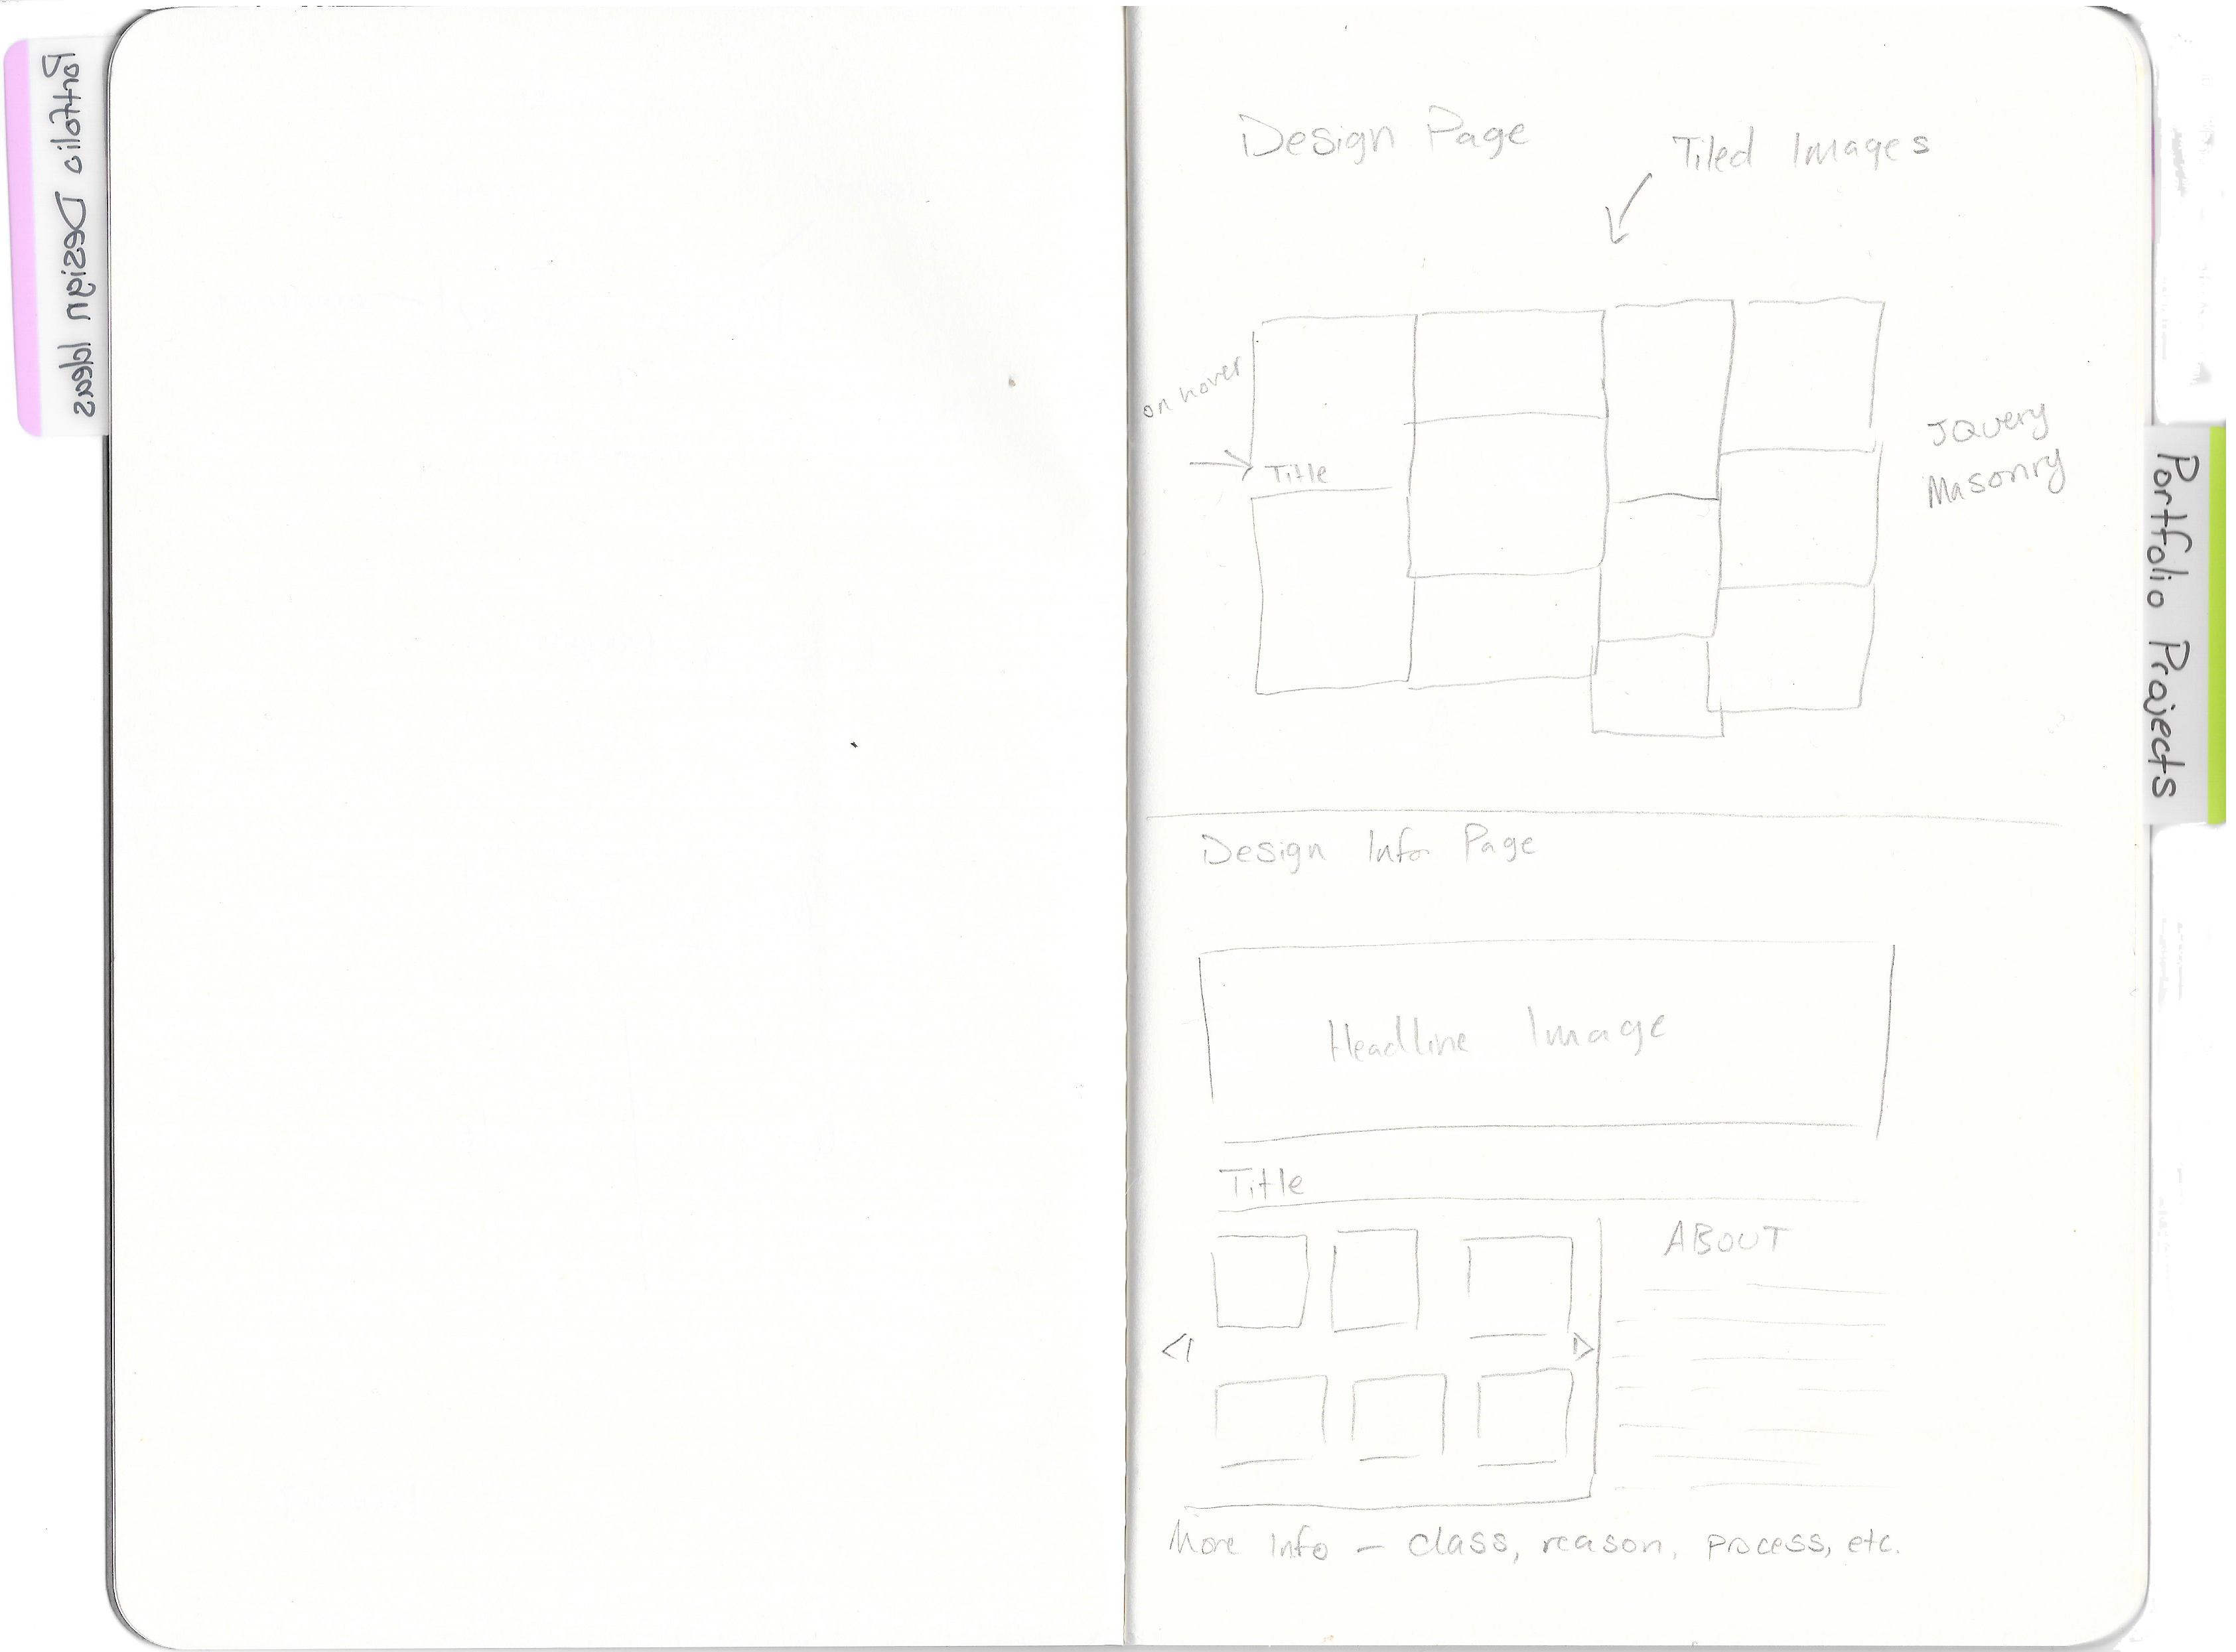 Portfolio Design Ideas
Design Page
Tiled Images
on hover
Title
JQuery
Masonry
Portfolio Projects
Design Info Page
Headline Image
Title
ABOUT
More Info – class, reason, process, etc.